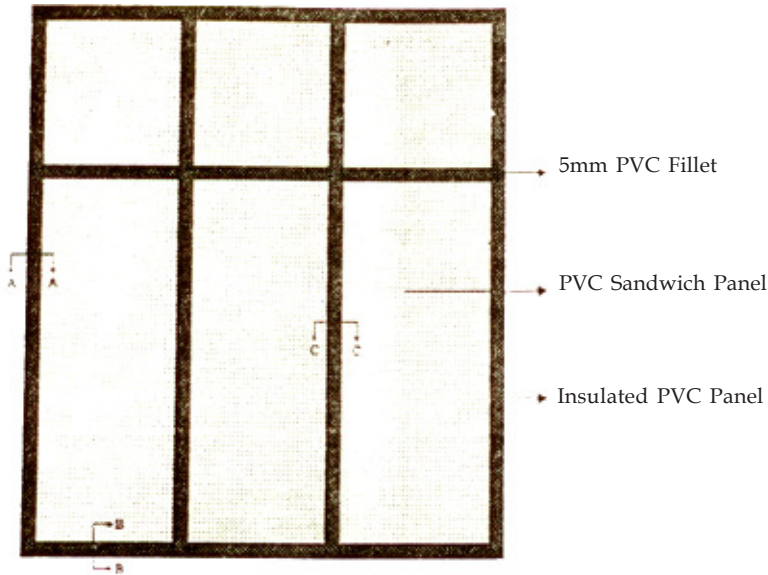 5mm PVC Fillet
PVC Sandwich Panel
A A
C C
Insulated PVC Panel
B
B